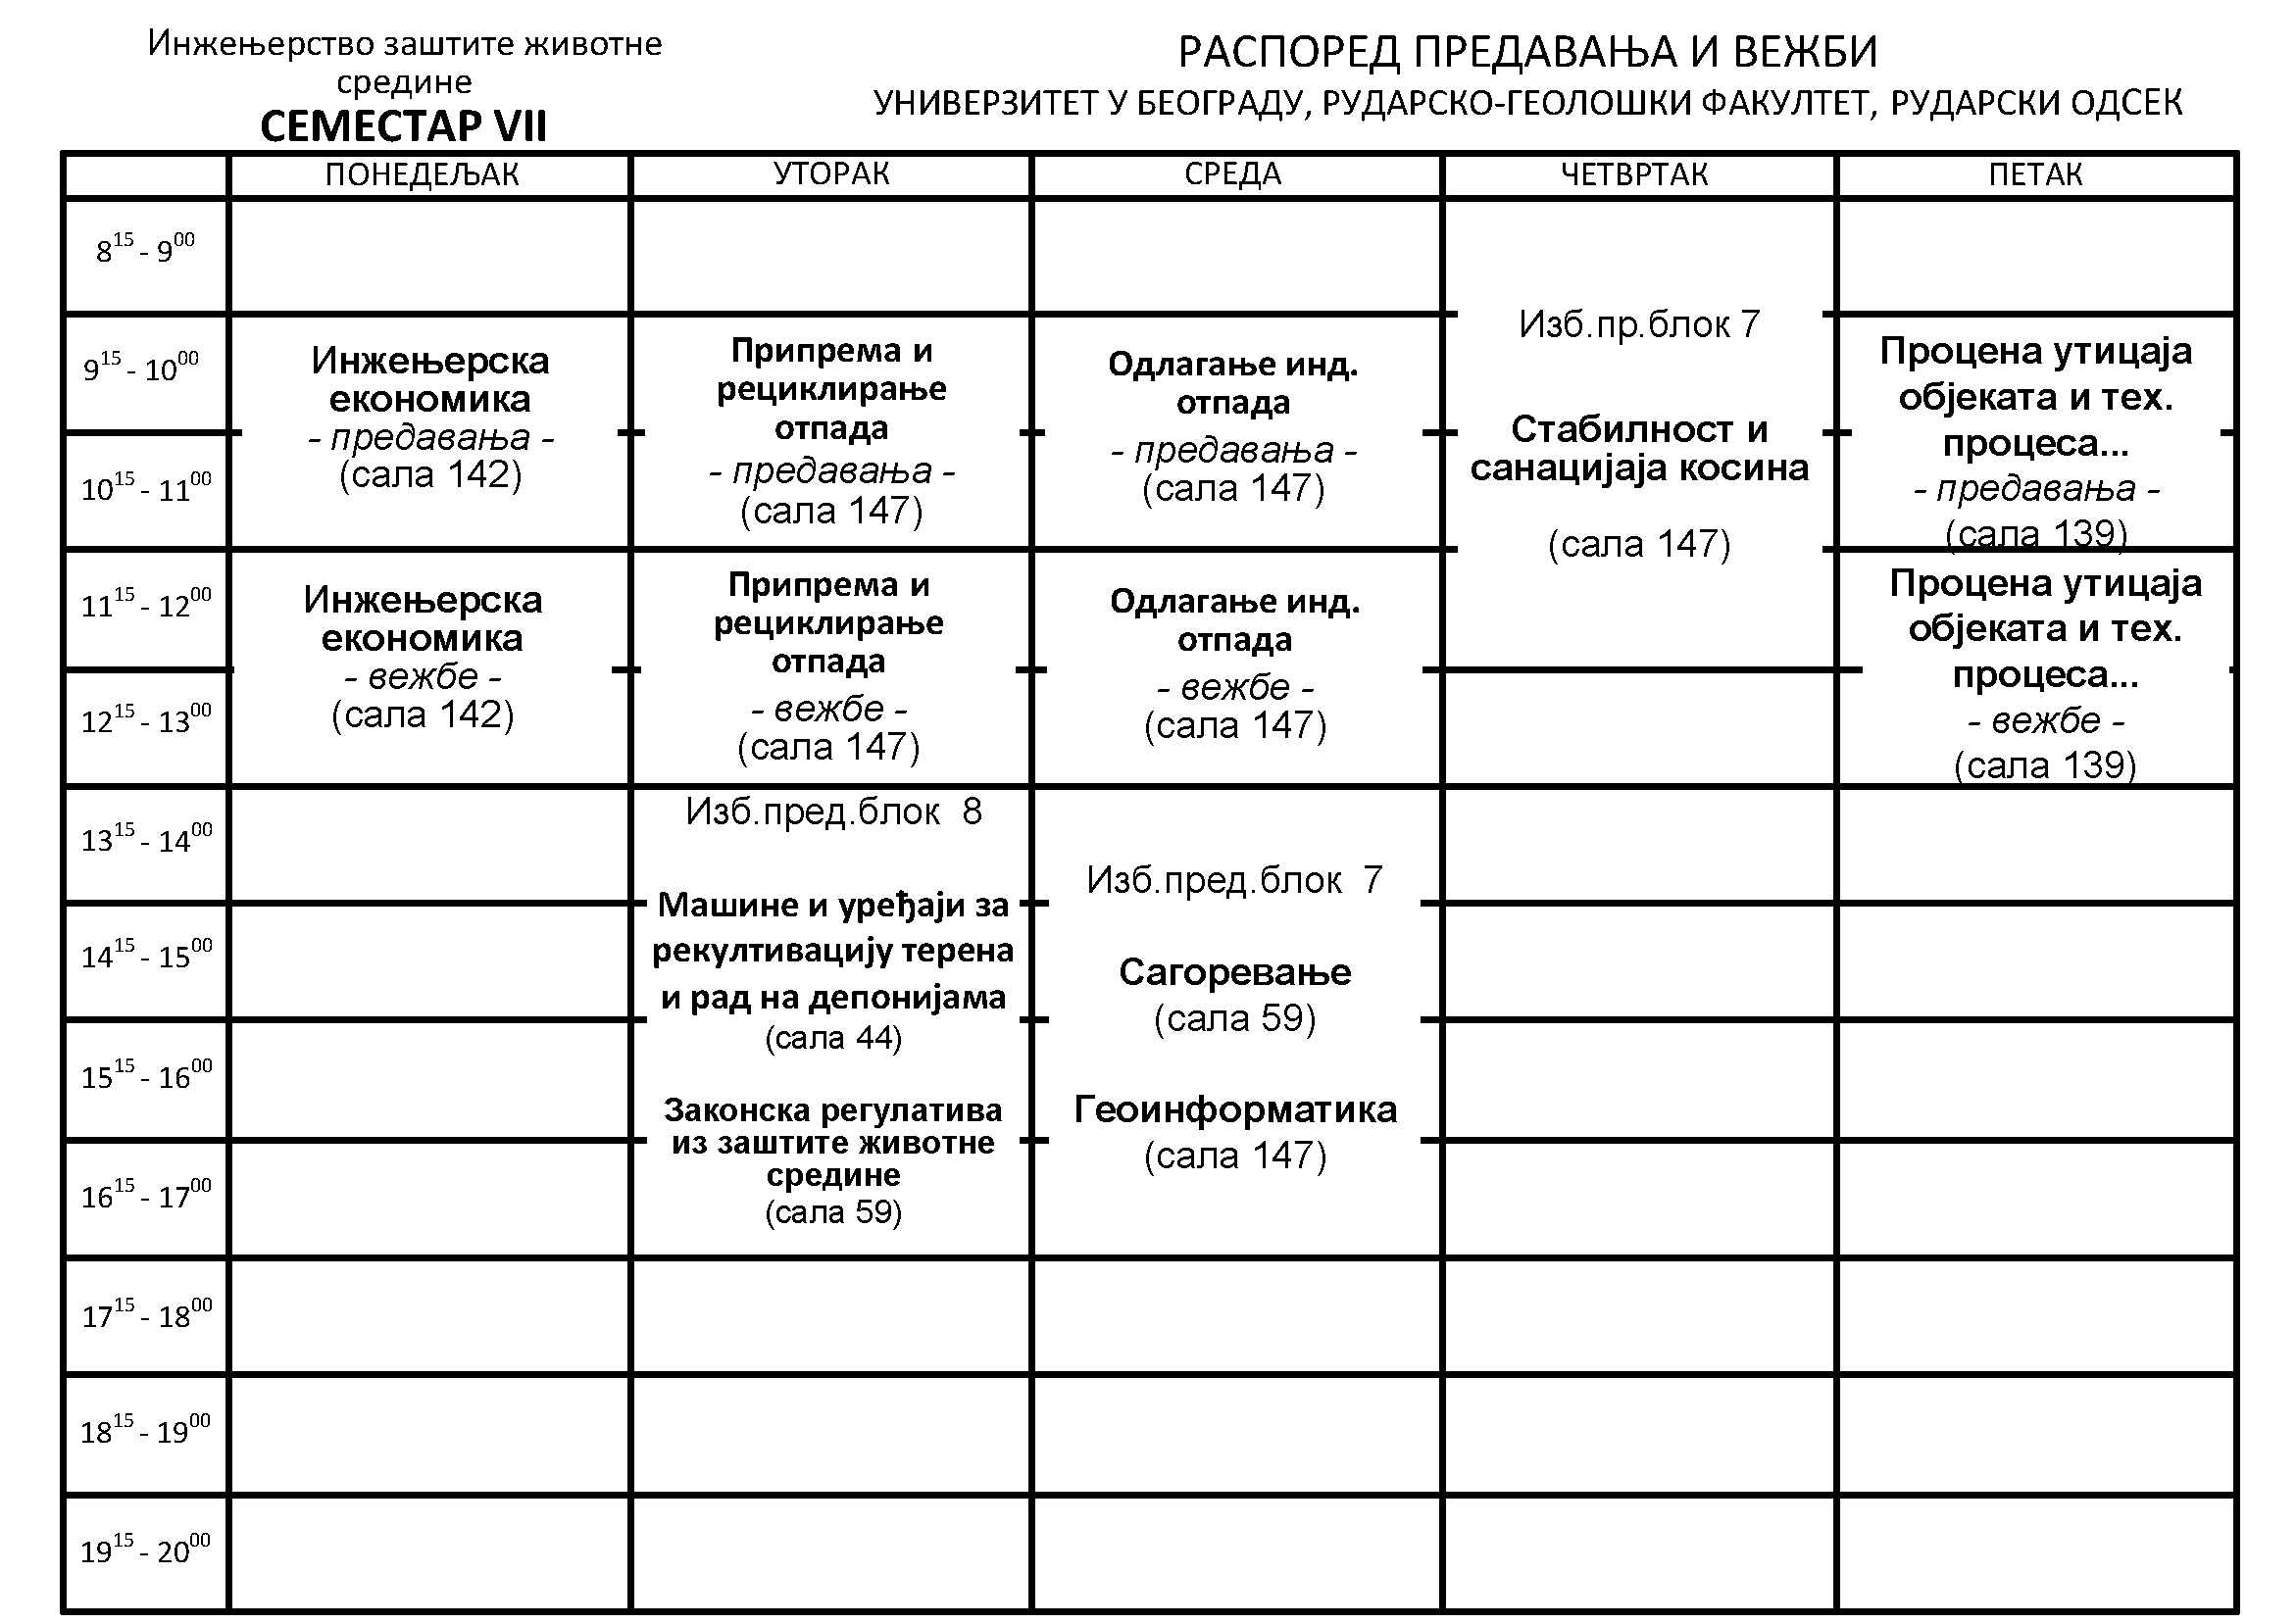 Инжењерство заштите животне
средине
СЕМЕСТАР VII
РАСПОРЕД ПРЕДАВАЊА И ВЕЖБИ
УНИВЕРЗИТЕТ У БЕОГРАДУ, РУДАРСКО-ГЕОЛОШКИ ФАКУЛТЕТ, РУДАРСКИ ОДСЕК
ПОНЕДЕЉАК
УТОРАК
СРЕДА
ЧЕТВРТАК
ПЕТАК
8¹⁵ - 9⁰⁰
9¹⁵ - 10⁰⁰
10¹⁵ - 11⁰⁰
11¹⁵ - 12⁰⁰
12¹⁵ - 13⁰⁰
13¹⁵ - 14⁰⁰
14¹⁵ - 15⁰⁰
15¹⁵ - 16⁰⁰
16¹⁵ - 17⁰⁰
17¹⁵ - 18⁰⁰
18¹⁵ - 19⁰⁰
19¹⁵ - 20⁰⁰
Инжењерска
економика
- предавања -
(сала 142)
Инжењерска
економика
- вежбе -
(сала 142)
Припрема и
рециклирање
отпада
- предавања -
(сала 147)
Припрема и
рециклирање
отпада
- вежбе -
(сала 147)
Изб.пред.блок 8
Машине и уређаји за
рекултивацију терена
и рад на депонијама
(сала 44)
Законска регулатива
из заштите животне
средине
(сала 59)
Одлагање инд.
отпада
- предавања -
(сала 147)
Одлагање инд.
отпада
- вежбе -
(сала 147)
Изб.пред.блок 7
Сагоревање
(сала 59)
Геоинформатика
(сала 147)
Изб.пр.блок 7
Стабилност и
санацијаја косина
(сала 147)
Процена утицаја
објеката и тех.
процеса...
- предавања -
(сала 139)
Процена утицаја
објеката и тех.
процеса...
- вежбе -
(сала 139)